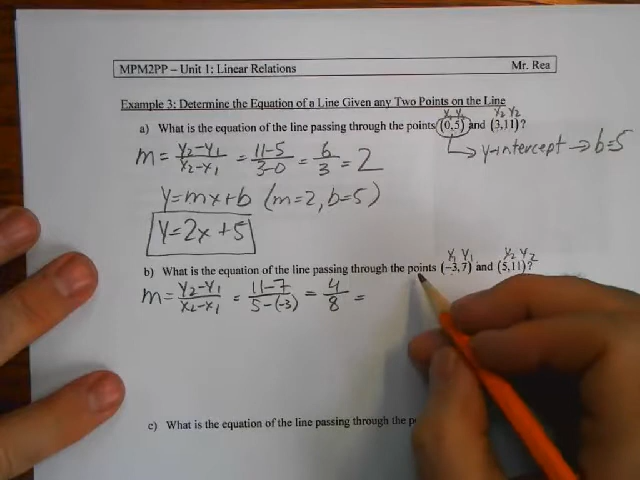 MPM2PP – Unit 1: Linear Relations Mr. Rea
Example 3: Determine the Equation of a Line Given any Two Points on the Line
x₁ y₁ x₂ y₂
a) What is the equation of the line passing through the points (0,5) and (3,11)?
m = y₂-y₁/x₂-x₁ = 11-5/3-0 = 6/3 = 2
→ y-intercept → b=5
y=mx+b (m=2, b=5)
y=2x+5
x₁ y₁ x₂ y₂
b) What is the equation of the line passing through the points (−3,7) and (5,11)?
m = y₂-y₁/x₂-x₁ = 11-7/5-(-3) = 4/8 =
c) What is the equation of the line passing through the